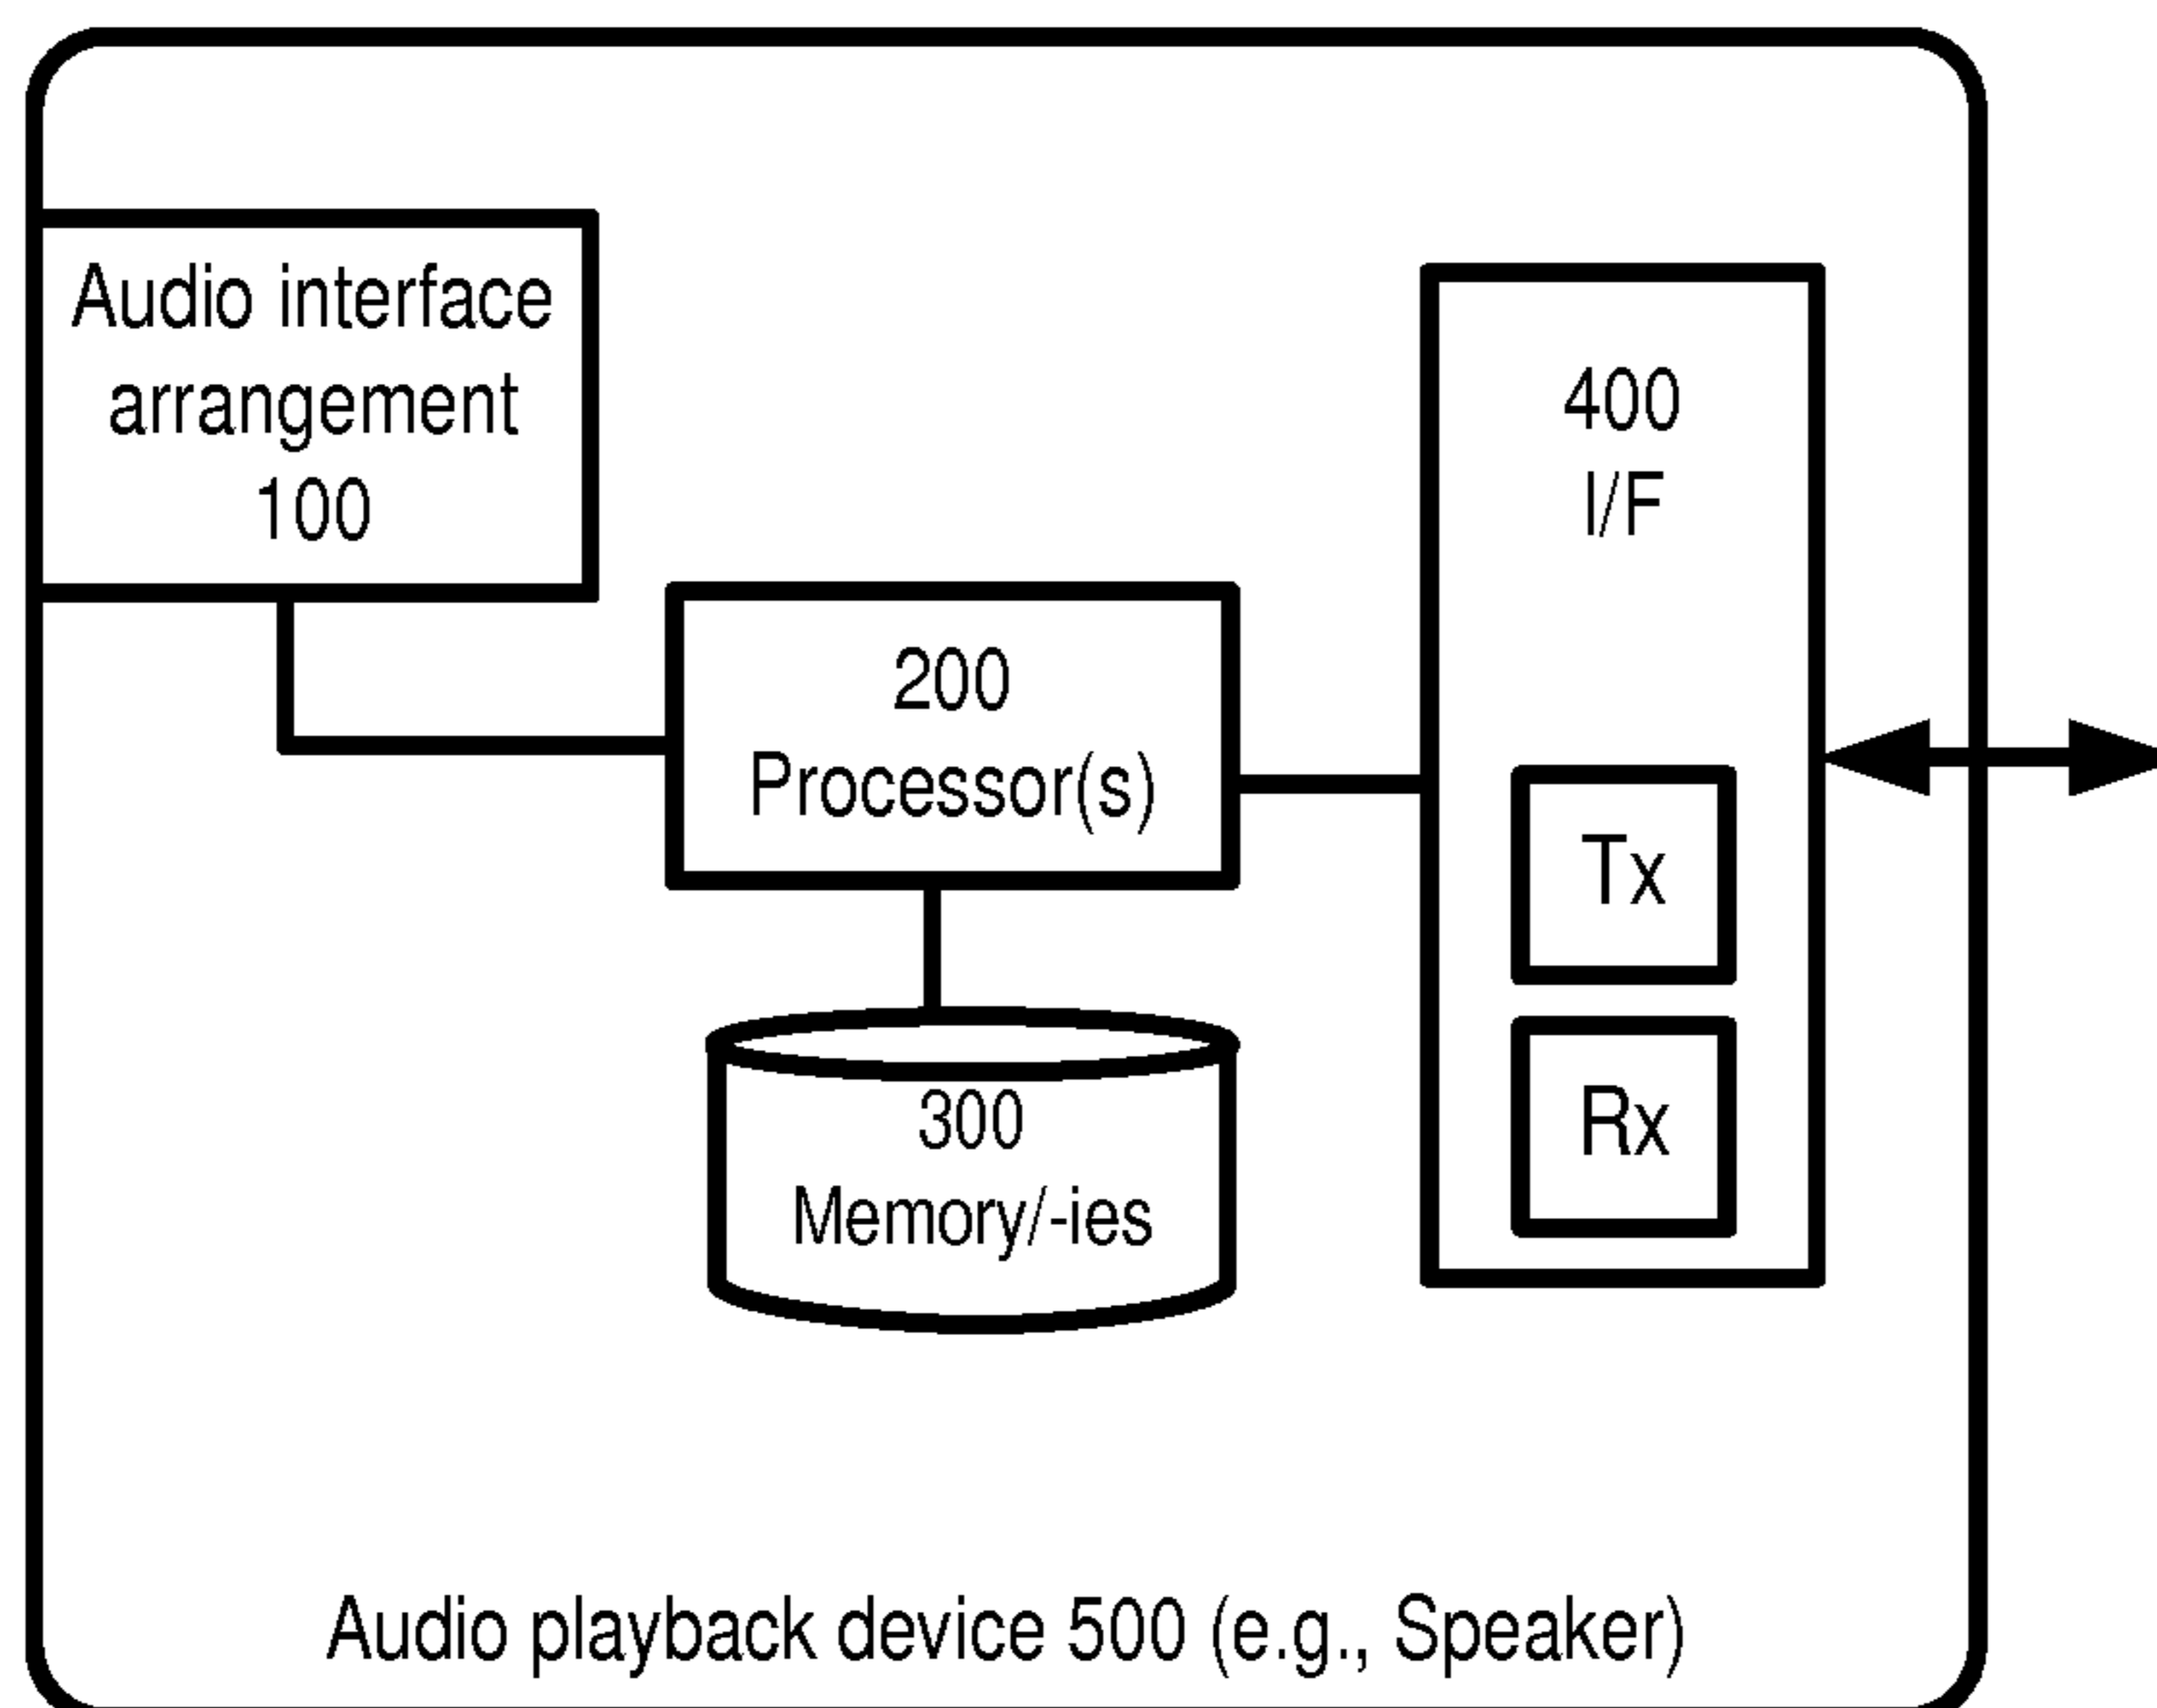 Audio interface
arrangement
100
400
I/F
200
Processor(s)
Tx
Rx
300
Memory/-ies
Audio playback device 500 (e.g., Speaker)